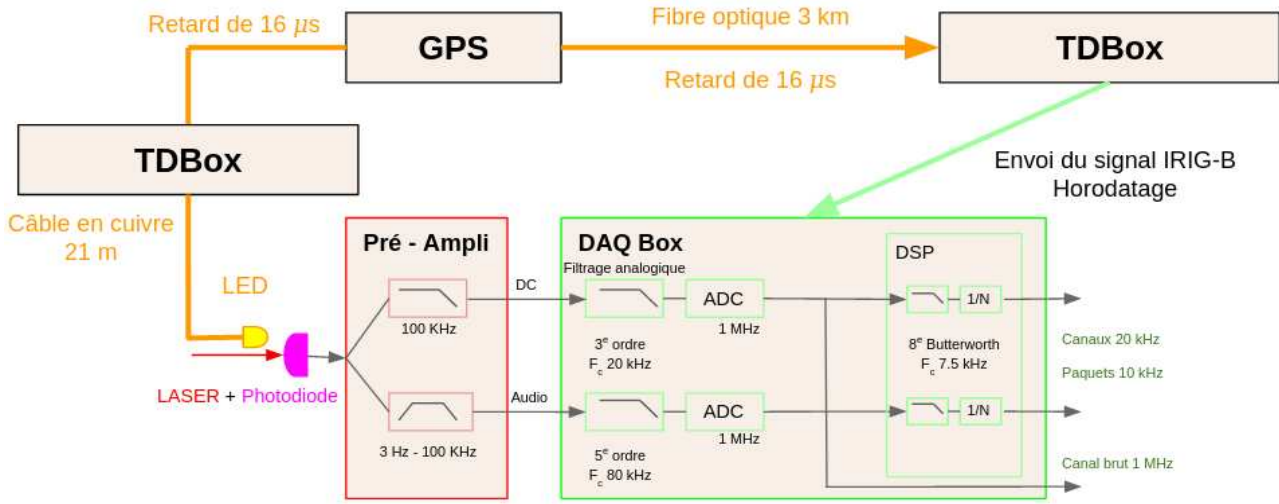 Retard de 16 μs
GPS
Fibre optique 3 km
Retard de 16 μs
TDBox
TDBox
Envoi du signal IRIG-B
Horodatage
Câble en cuivre
21 m
LED
LASER + Photodiode
Pré - Ampli
100 KHz
3 Hz - 100 KHz
DC
Audio
DAQ Box
Filtrage analogique
ADC
1 MHz
3e ordre
Fc 20 kHz
ADC
1 MHz
5e ordre
Fc 80 kHz
DSP
1/N
8e Butterworth
Fc 7.5 kHz
1/N
Canaux 20 kHz
Paquets 10 kHz
Canal brut 1 MHz